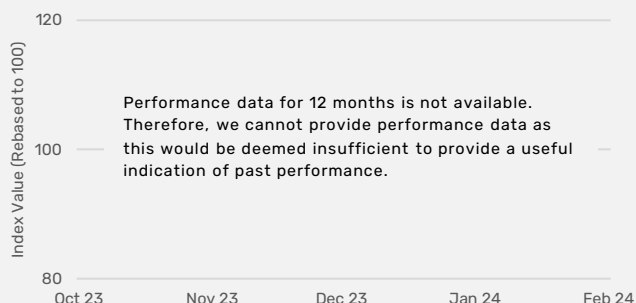 120
Index Value (Rebased to 100)
Performance data for 12 months is not available.
Therefore, we cannot provide performance data as
100
this would be deemed insufficient to provide a useful
indication of past performance.
80
Oct 23 Nov 23 Dec 23 Jan 24 Feb 24